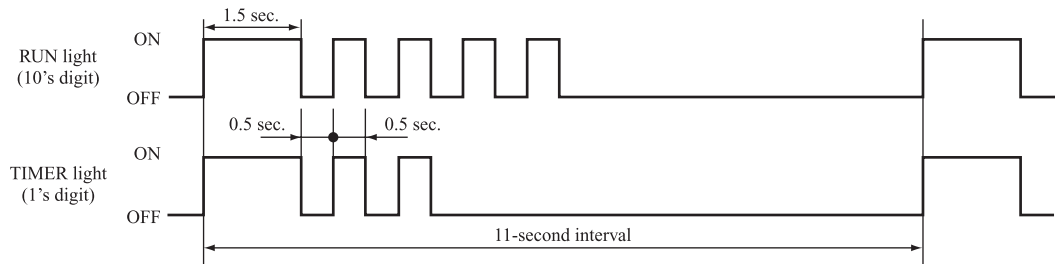 1.5 sec.
ON
RUN light
(10's digit)
OFF
0.5 sec.
0.5 sec.
ON
TIMER light
(1's digit)
OFF
11-second interval